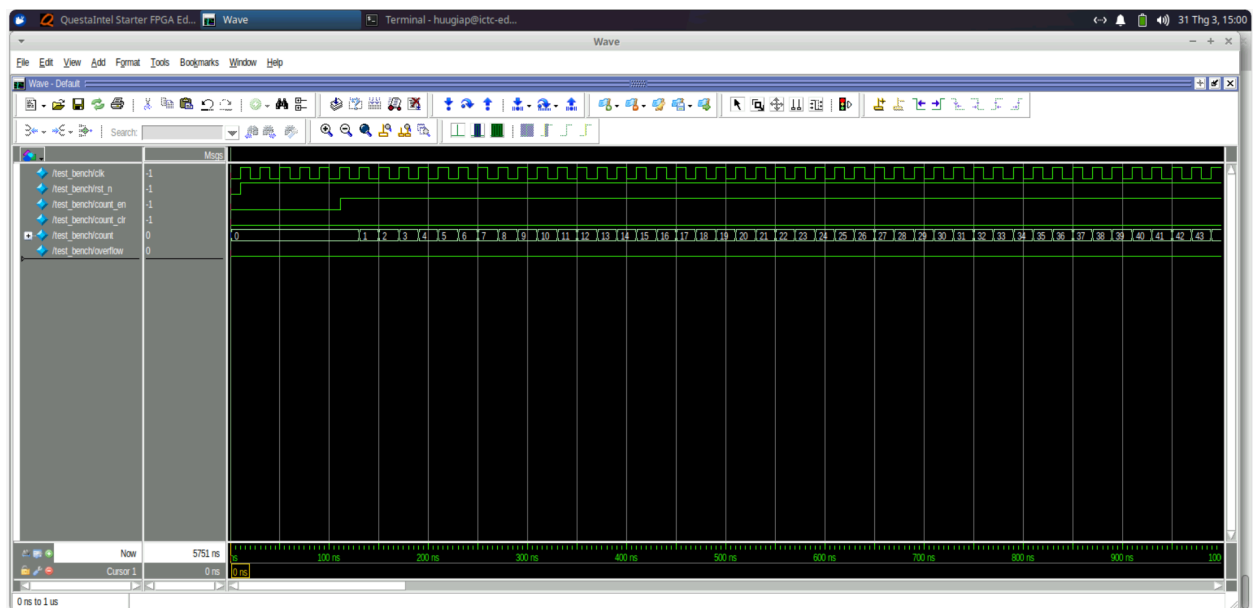 QuestaIntel Starter FPGA Ed... Wave Terminal - huugiap@ictc-ed... 31 Thg 3, 15:00
Wave
File Edit View Add Format Tools Bookmarks Window Help
Wave - Default
Search:
Msgs
/test_bench/clk -1
/test_bench/rst_n -1
/test_bench/count_en -1
/test_bench/count_clr -1
/test_bench/count 0 0 1 2 3 4 5 6 7 8 9 10 11 12 13 14 15 16 17 18 19 20 21 22 23 24 25 26 27 28 29 30 31 32 33 34 35 36 37 38 39 40 41 42 43
/test_bench/overflow 0
Now 5751 ns 100 ns 200 ns 300 ns 400 ns 500 ns 600 ns 700 ns 800 ns 900 ns 100
Cursor 1 0 ns 0 ns
0 ns to 1 us